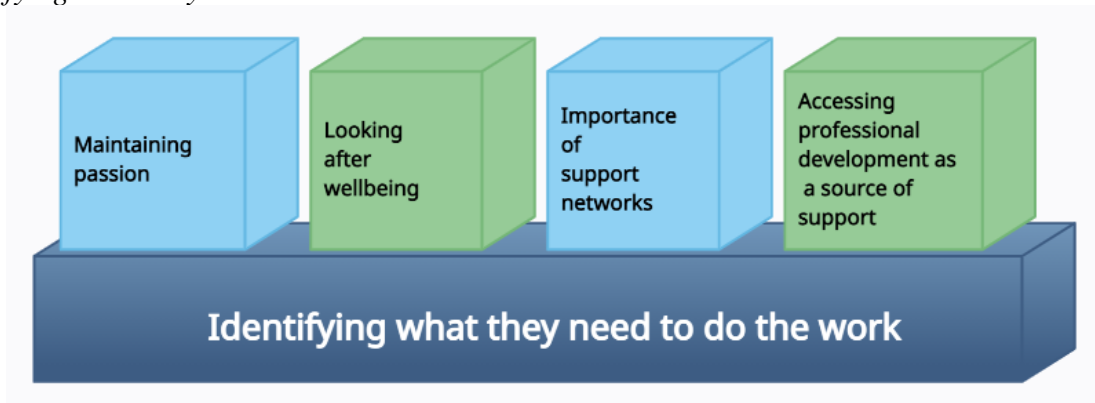 Maintaining
passion
Looking
after
wellbeing
Importance
of
support
networks
Accessing
professional
development as
a source of
support
Identifying what they need to do the work